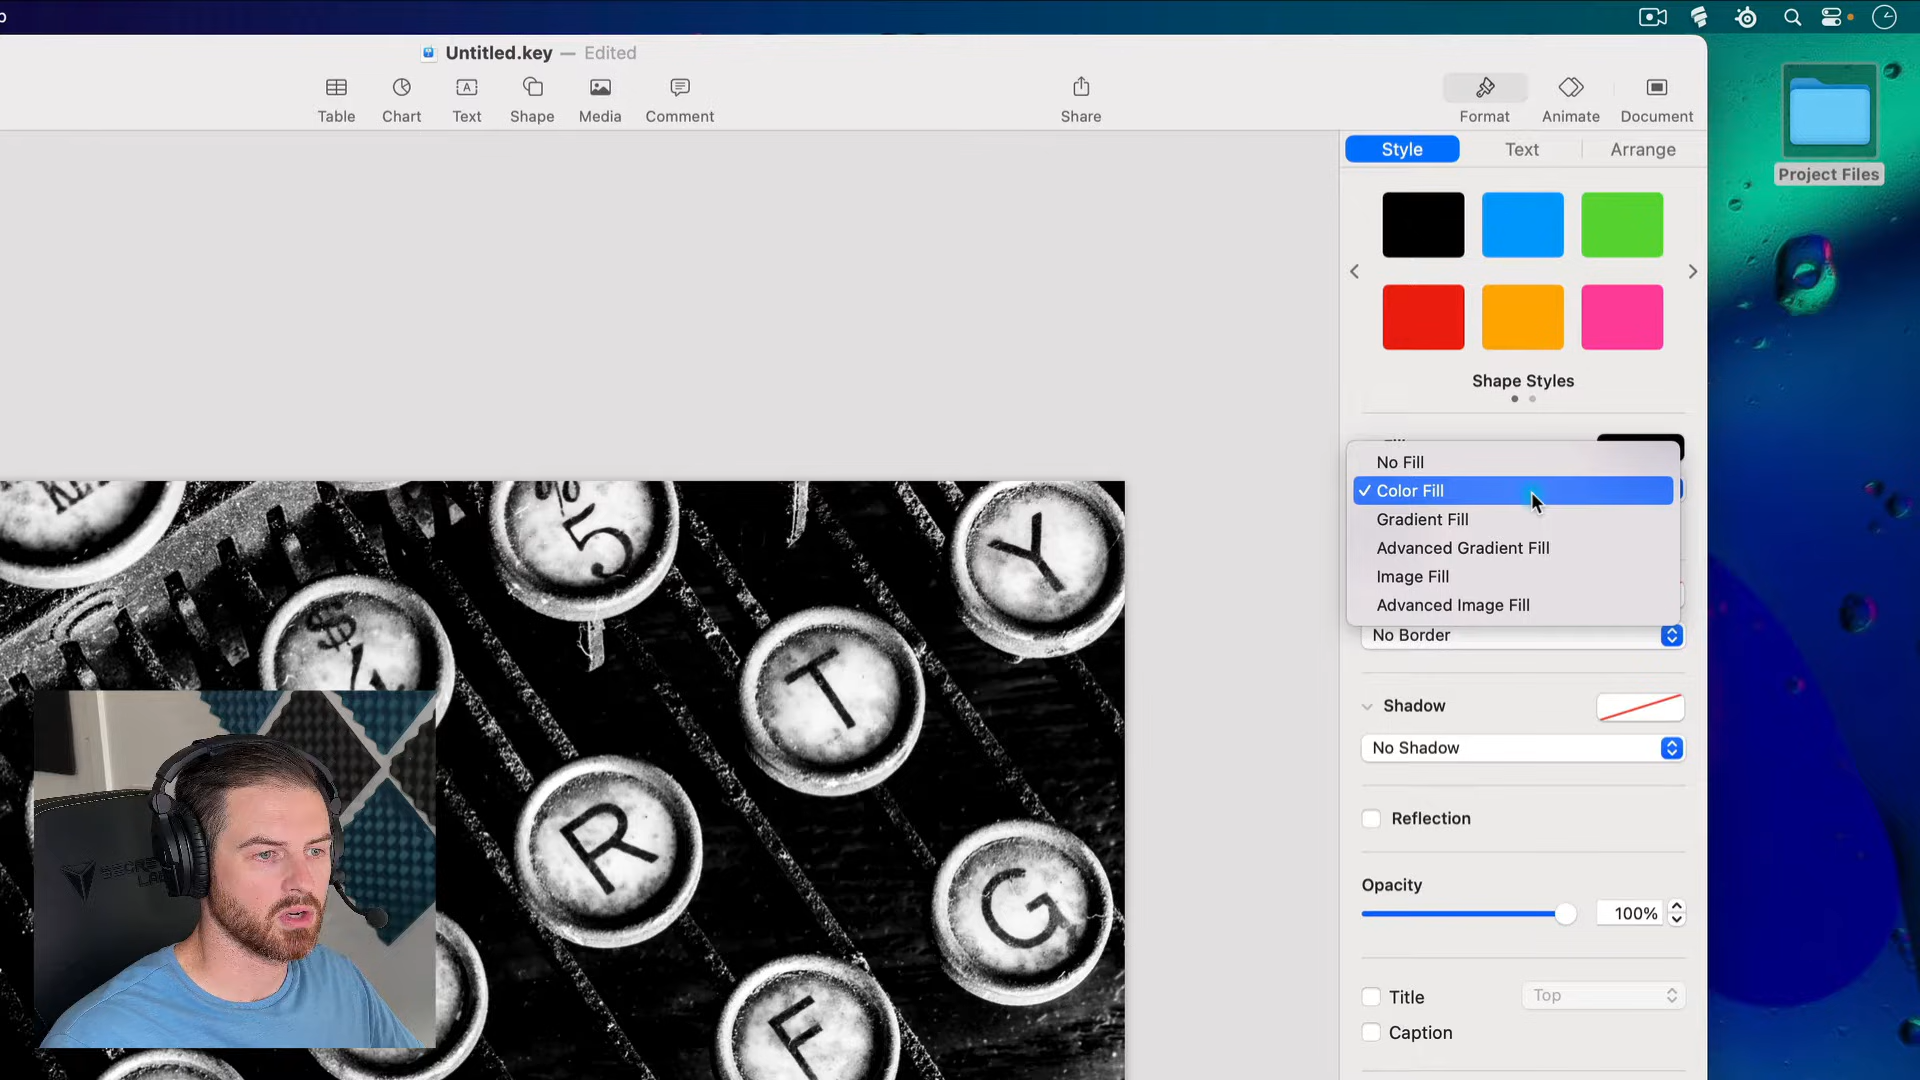 Untitled.key — Edited
Table
Chart
Text
Shape
Media
Comment
Share
Format
Animate
Document
Style
Text
Arrange
Project Files
Shape Styles
No Fill
✓ Color Fill
Gradient Fill
Advanced Gradient Fill
Image Fill
Advanced Image Fill
No Border
Shadow
No Shadow
Reflection
Opacity
100%
Title
Top
Caption
% 5
Y
$
T
R
G